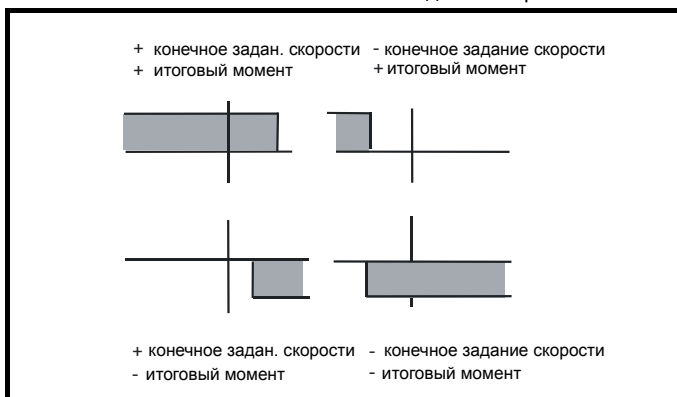 + конечное задан. скорости - конечное задание скорости
+ итоговый момент +итоговый момент
+ конечное задан. скорости - конечное задание скорости
- итоговый момент - итоговый момент